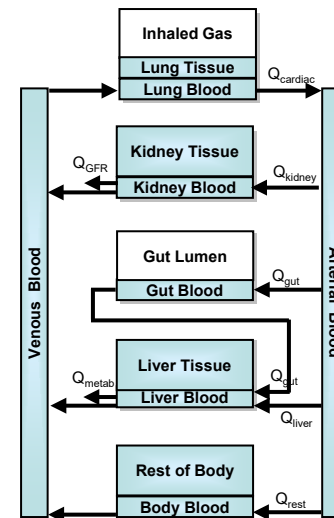 Inhaled Gas
Lung Tissue
Lung Blood
Qcardiac
Kidney Tissue
QGFR
Qkidney
Kidney Blood
Gut Lumen
Qgut
Gut Blood
Venous Blood
Arterial Blood
Liver Tissue
Qmetab
Qgut
Liver Blood
Qliver
Rest of Body
Qrest
Body Blood